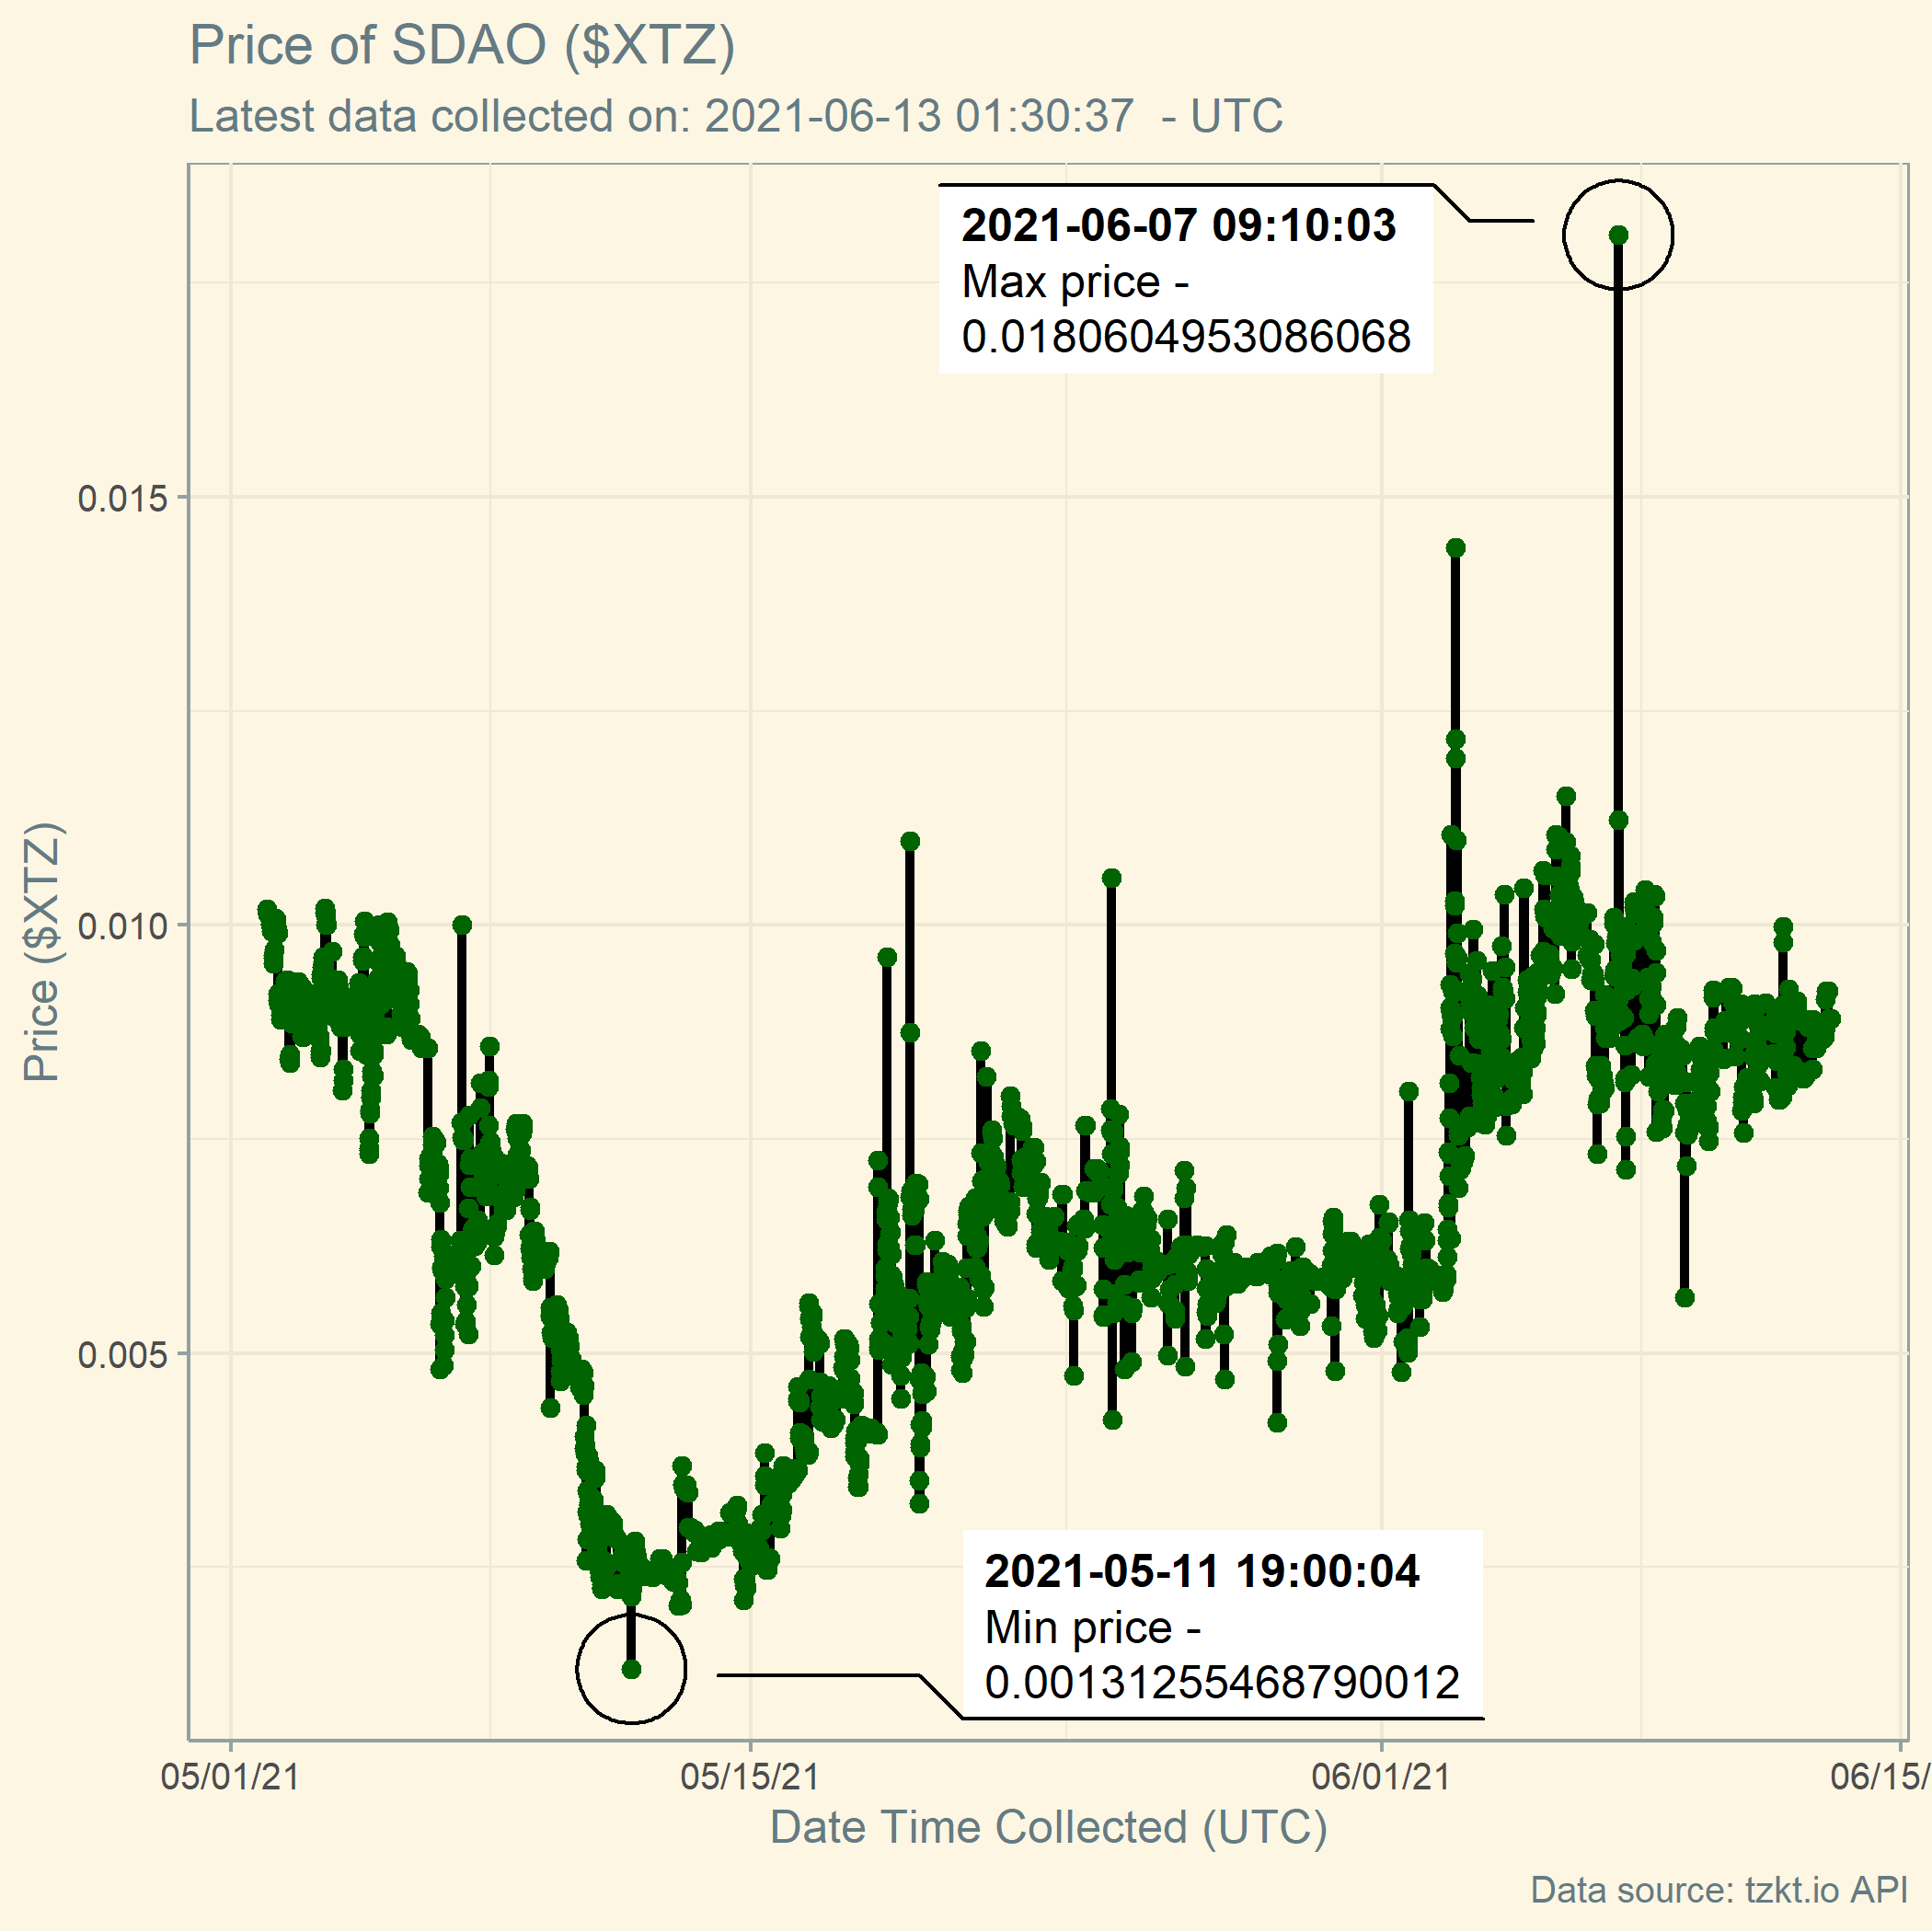 Price of SDAO ($XTZ)
Latest data collected on: 2021-06-13 01:30:37 - UTC
2021-06-07 09:10:03
Max price -
0.0180604953086068
0.015
0.010
0.005
Price ($XTZ)
2021-05-11 19:00:04
Min price -
0.00131255468790012
05/01/21
05/15/21
06/01/21
06/15/
Date Time Collected (UTC)
Data source: tzkt.io API